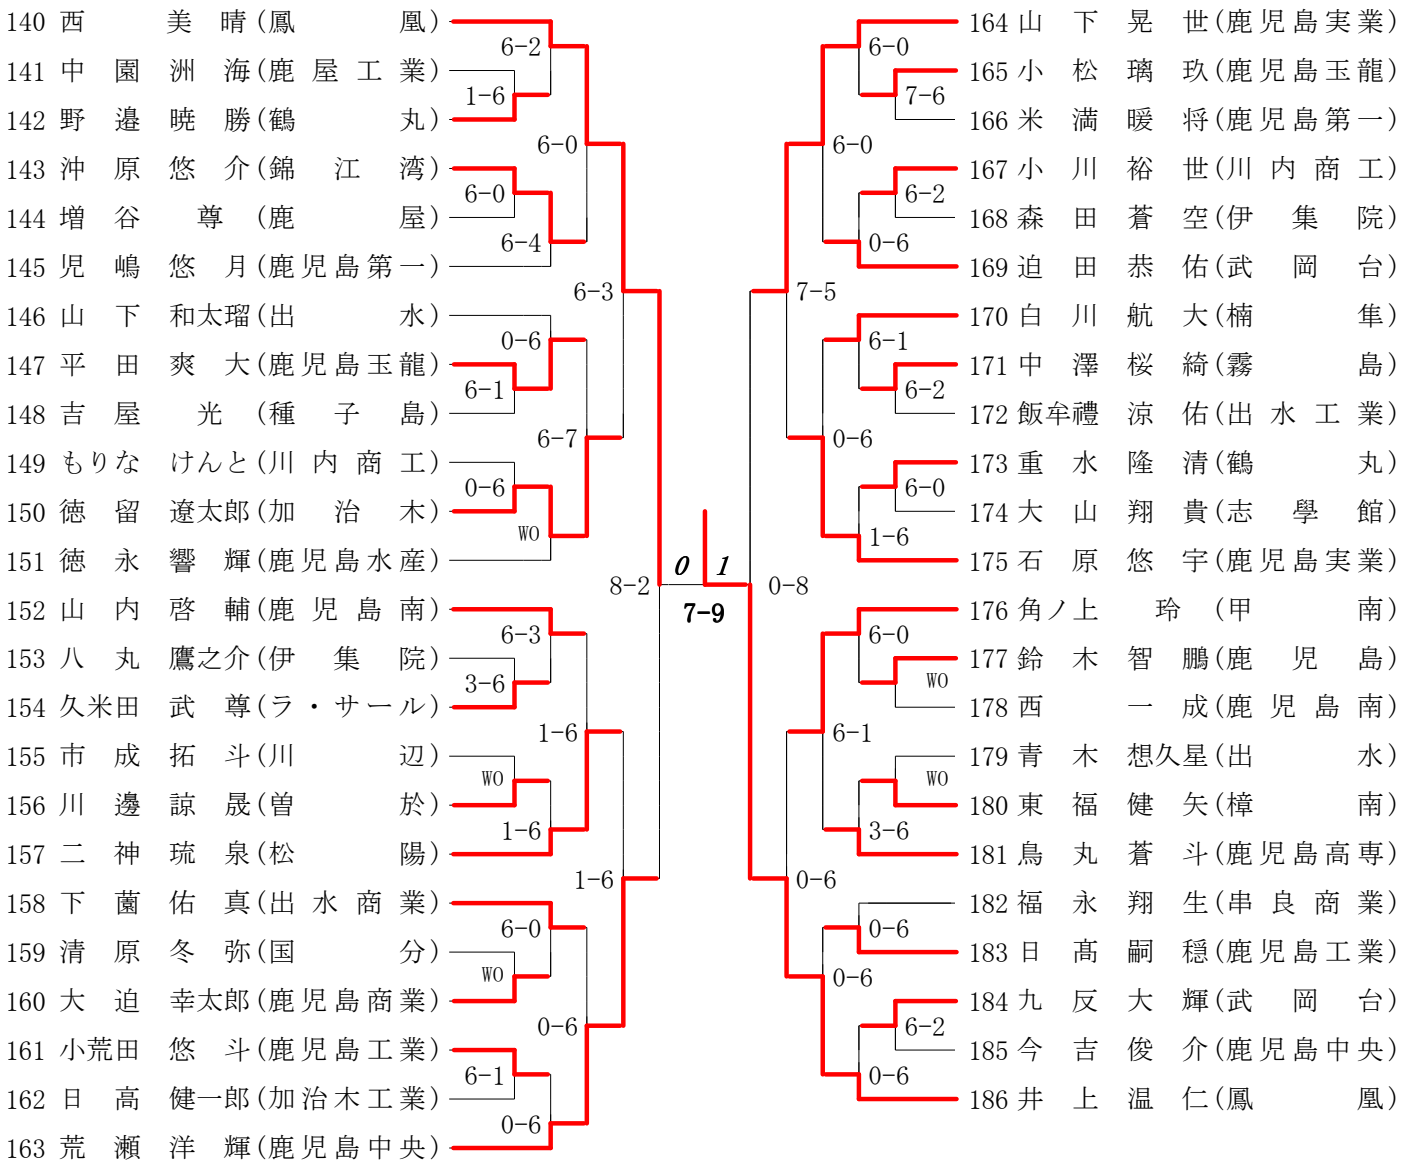 140 西　　美　晴(鳳　　　凰)
6-2
141 中　園　洲　海(鹿 屋 工 業)
1-6
142 野　邉　暁　勝(鶴　　　丸)
6-0
143 沖　原　悠　介(錦　江　湾)
6-0
144 増　谷　　尊　(鹿　　　屋)
6-4
145 児　嶋　悠　月(鹿児島第一)
6-3
146 山　下　和太瑠(出　　　水)
0-6
147 平　田　爽　大(鹿児島玉龍)
6-1
148 吉　屋　　光　(種　子　島)
6-7
149 もりな　けんと(川 内 商 工)
0-6
150 徳　留　遼太郎(加　治　木)
WO
151 徳　永　響　輝(鹿児島水産)
8-2
152 山　内　啓　輔(鹿 児 島 南)
6-3
153 八　丸　鷹之介(伊　集　院)
3-6
154 久米田　武　尊(ラ・サール)
1-6
155 市　成　拓　斗(川　　　辺)
WO
156 川　邊　諒　晟(曽　　　於)
1-6
157 二　神　琉　泉(松　　　陽)
1-6
158 下　薗　佑　真(出 水 商 業)
6-0
159 清　原　冬　弥(国　　　分)
WO
160 大　迫　幸太郎(鹿児島商業)
0-6
161 小荒田　悠　斗(鹿児島工業)
6-1
162 日　高　健一郎(加治木工業)
0-6
163 荒　瀬　洋　輝(鹿児島中央)
0 1
7-9
164 山　下　晃　世(鹿児島実業)
6-0
165 小　松　璃　玖(鹿児島玉龍)
7-6
166 米　満　暖　将(鹿児島第一)
6-0
167 小　川　裕　世(川 内 商 工)
6-2
168 森　田　蒼　空(伊　集　院)
0-6
169 迫　田　恭　佑(武　岡　台)
7-5
170 白　川　航　大(楠　　　隼)
6-1
171 中　澤　桜　綺(霧　　　島)
6-2
172 飯牟禮　涼　佑(出 水 工 業)
0-6
173 重　水　隆　清(鶴　　　丸)
6-0
174 大　山　翔　貴(志　學　館)
1-6
175 石　原　悠　宇(鹿児島実業)
0-8
176 角ノ上　　玲　(甲　　　南)
6-0
177 鈴　木　智　鵬(鹿　児　島)
WO
178 西　　一　成(鹿 児 島 南)
6-1
179 青　木　想久星(出　　　水)
WO
180 東　福　健　矢(樟　　　南)
3-6
181 鳥　丸　蒼　斗(鹿児島高専)
0-6
182 福　永　翔　生(串 良 商 業)
0-6
183 日　髙　嗣　穏(鹿児島工業)
0-6
184 九　反　大　輝(武　岡　台)
6-2
185 今　吉　俊　介(鹿児島中央)
0-6
186 井　上　温　仁(鳳　　　凰)